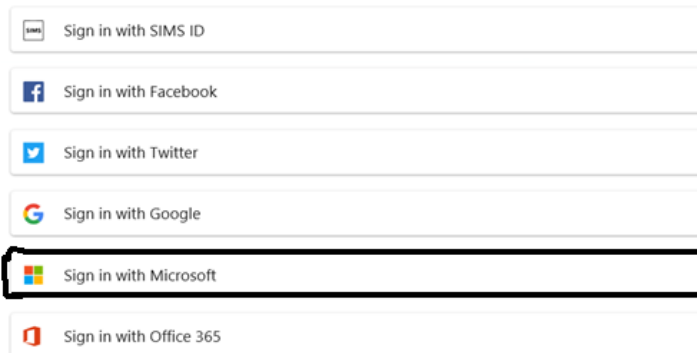 SIMS Sign in with SIMS ID
Sign in with Facebook
Sign in with Twitter
Sign in with Google
Sign in with Microsoft
Sign in with Office 365